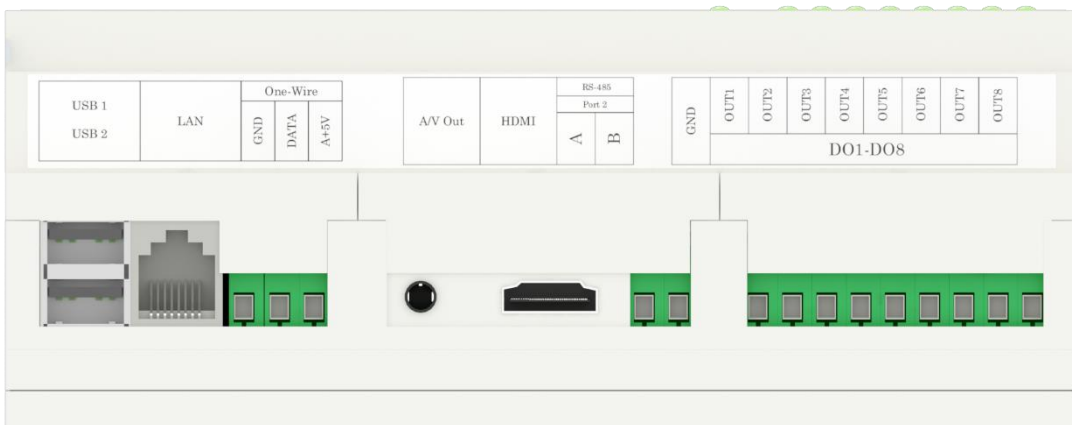 USB 1
USB 2
LAN
One-Wire
GND
DATA
A+5V
A/V Out
HDMI
RS-485
Port 2
A
B
GND
OUT1
OUT2
OUT3
OUT4
OUT5
OUT6
OUT7
OUT8
DO1-DO8